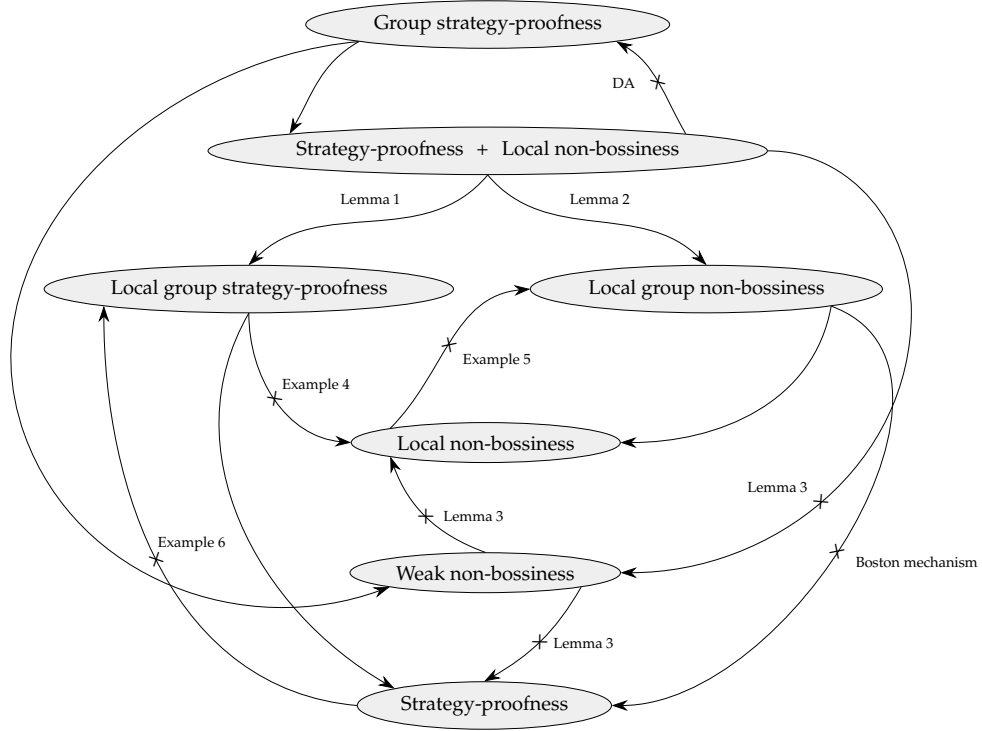 Group strategy-proofness
DA
Strategy-proofness + Local non-bossiness
Lemma 1
Lemma 2
Local group strategy-proofness
Local group non-bossiness
Example 5
Example 4
Local non-bossiness
Lemma 3
Lemma 3
Example 6
Boston mechanism
Weak non-bossiness
Lemma 3
Strategy-proofness